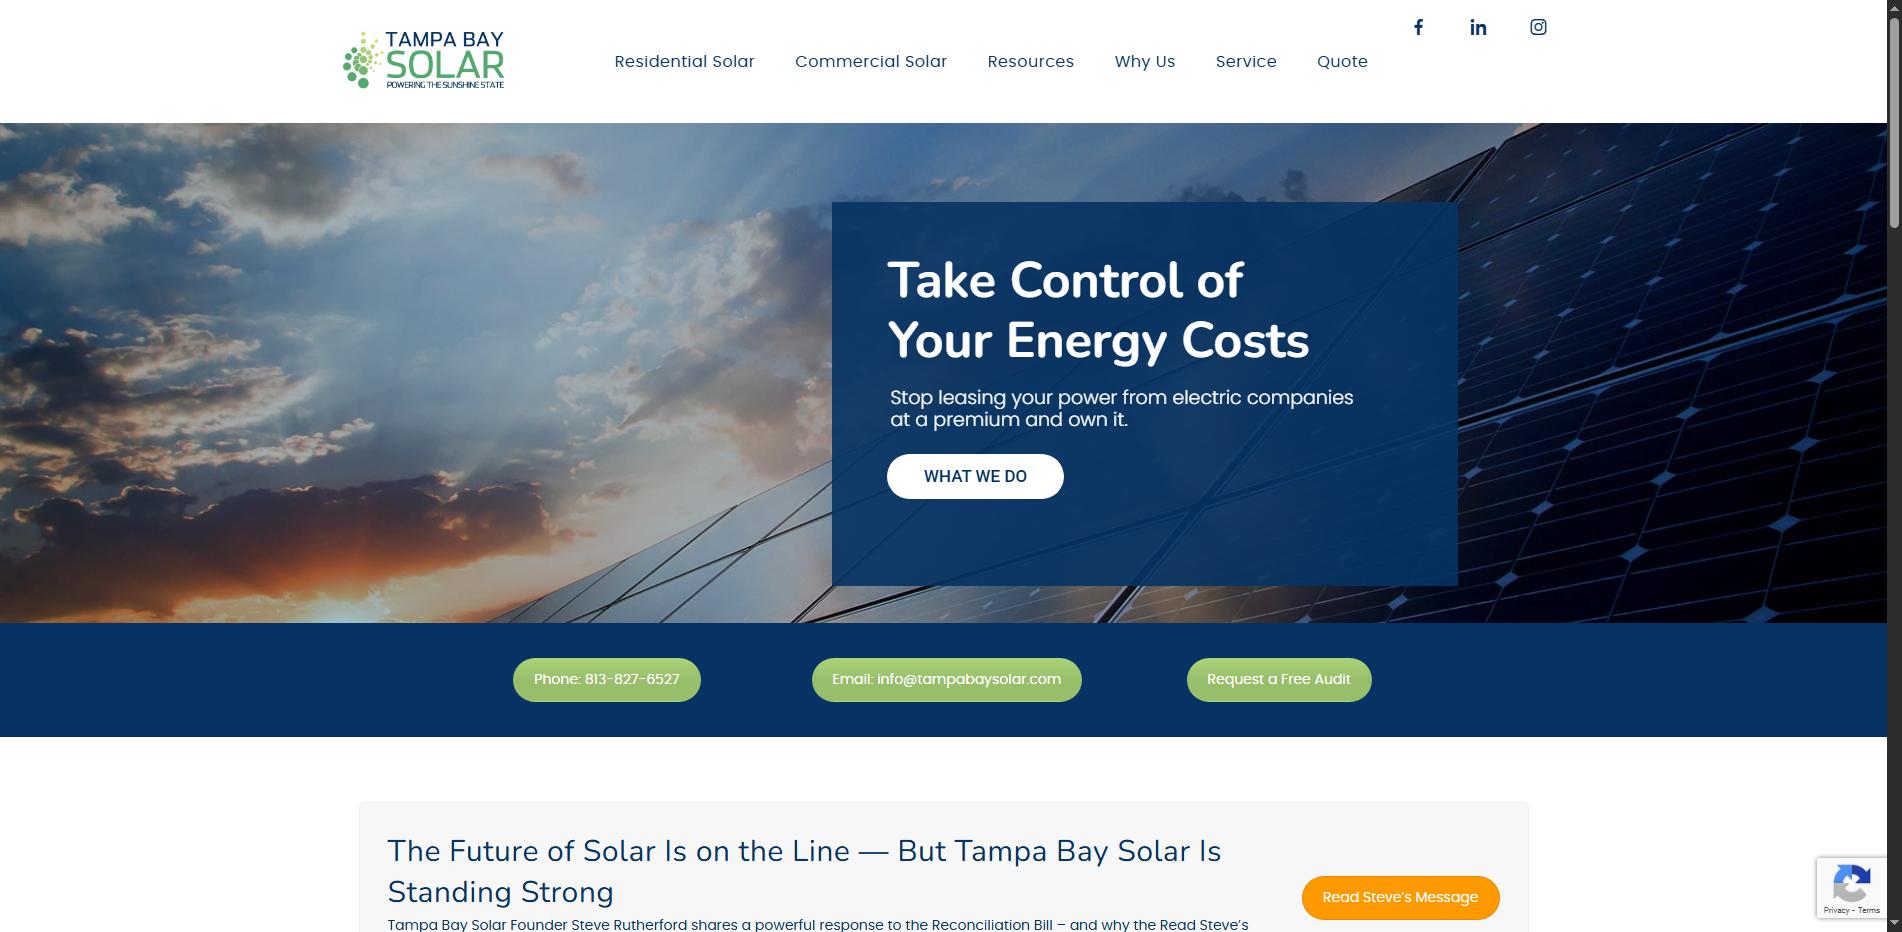 TAMPA BAY
SOLAR
POWERING THE SUNSHINE STATE
Residential Solar
Commercial Solar
Resources
Why Us
Service
Quote
Take Control of
Your Energy Costs
Stop leasing your power from electric companies
at a premium and own it.
WHAT WE DO
Phone: 813-827-6527
Email: info@tampabaysolar.com
Request a Free Audit
The Future of Solar Is on the Line — But Tampa Bay Solar Is
Standing Strong
Tampa Bay Solar Founder Steve Rutherford shares a powerful response to the Reconciliation Bill – and why the Read Steve’s
Read Steve’s Message
Privacy - Terms